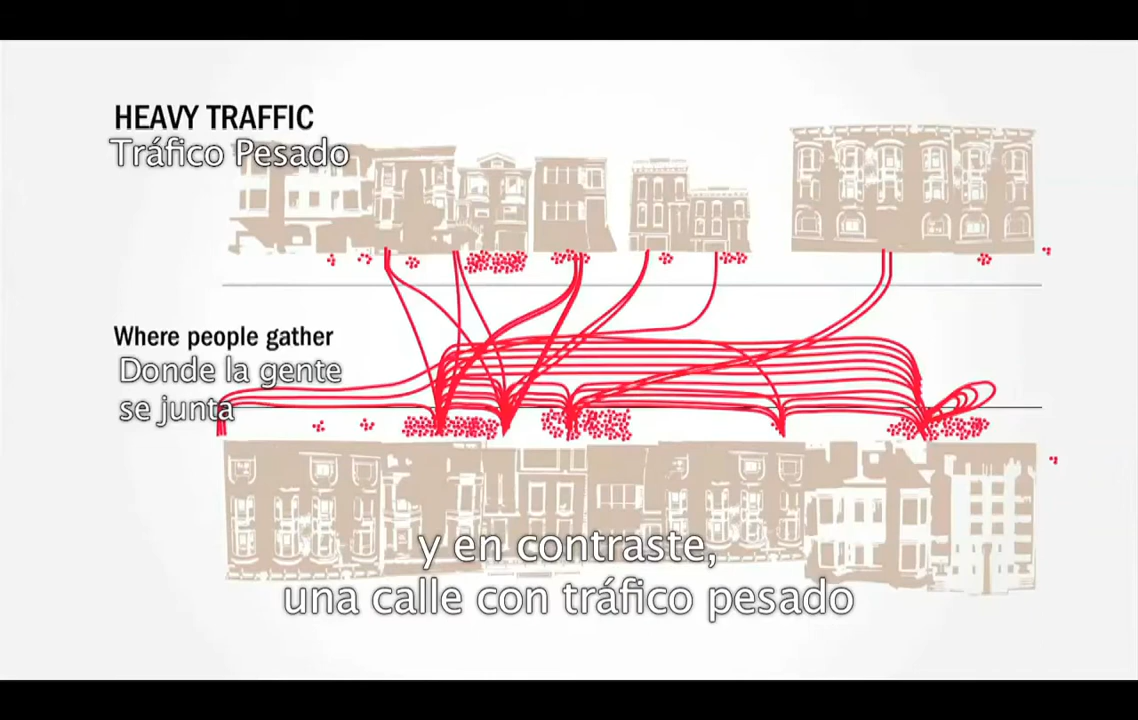 HEAVY TRAFFIC
Tráfico Pesado
Where people gather
Donde la gente
se junta
y en contraste,
una calle con tráfico pesado